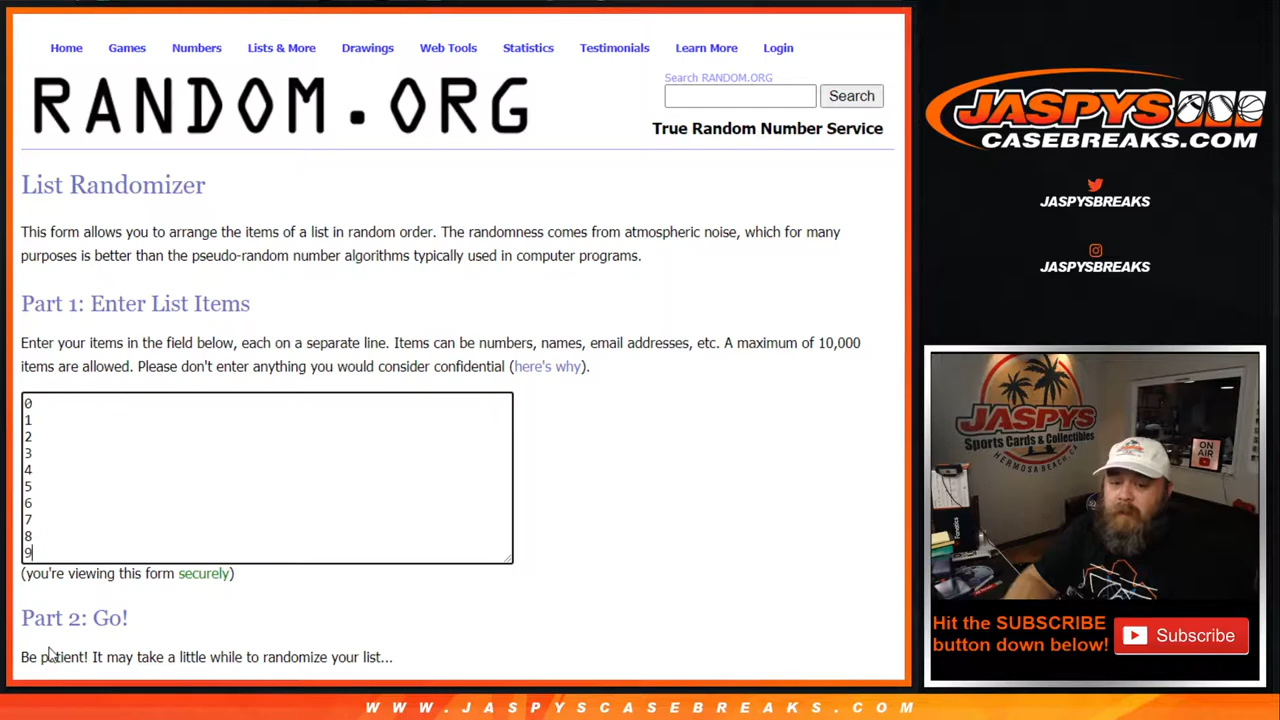 Home Games Numbers Lists & More Drawings Web Tools Statistics Testimonials Learn More Login
RANDOM.ORG
Search RANDOM.ORG
Search
True Random Number Service
List Randomizer
This form allows you to arrange the items of a list in random order. The randomness comes from atmospheric noise, which for many
purposes is better than the pseudo-random number algorithms typically used in computer programs.
Part 1: Enter List Items
Enter your items in the field below, each on a separate line. Items can be numbers, names, email addresses, etc. A maximum of 10,000
items are allowed. Please don't enter anything you would consider confidential (here's why).
0
1
2
3
4
5
6
7
8
9
(you're viewing this form securely)
Part 2: Go!
Be patient! It may take a little while to randomize your list...
JASPYS
CASEBREAKS.COM
JASPYSBREAKS
JASPYSBREAKS
JASPYS
Sports Cards & Collectibles
HERMOSA BEACH, CA
ON
AIR
Fanatics
Hit the SUBSCRIBE
button down below!
Subscribe
WWW.JASPYSCASEBREAKS.COM